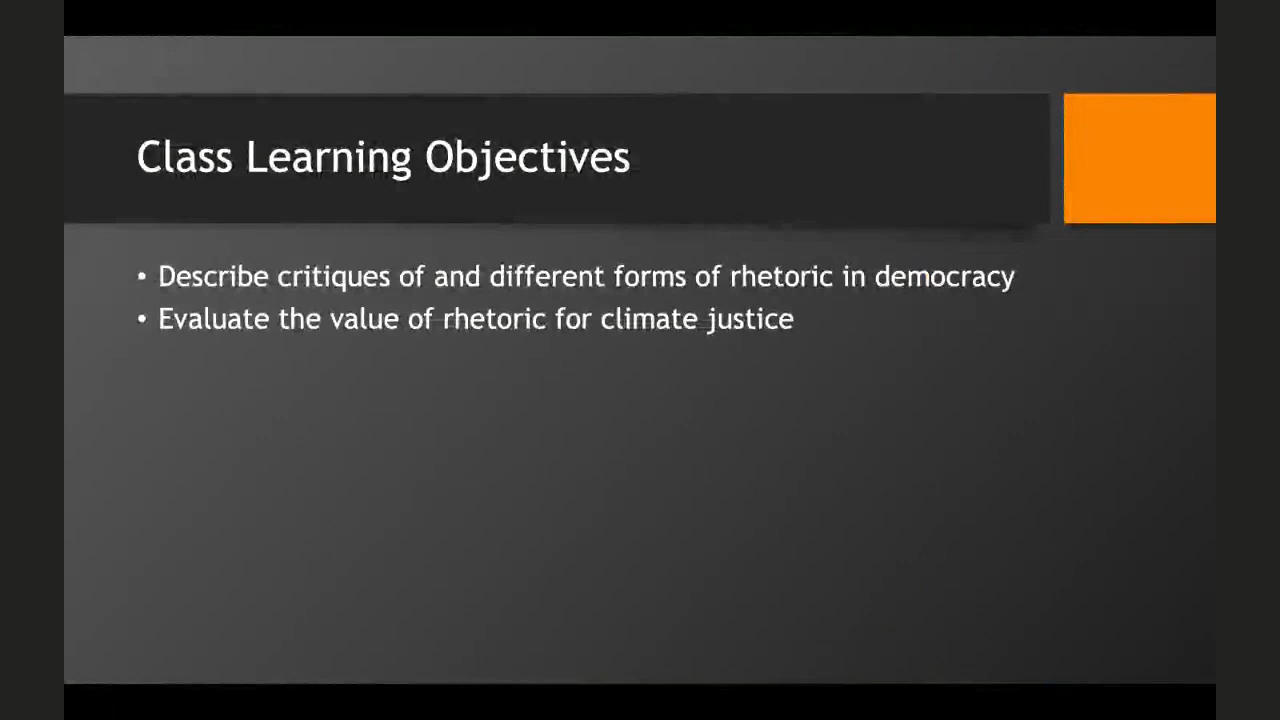 Class Learning Objectives
• Describe critiques of and different forms of rhetoric in democracy
• Evaluate the value of rhetoric for climate justice